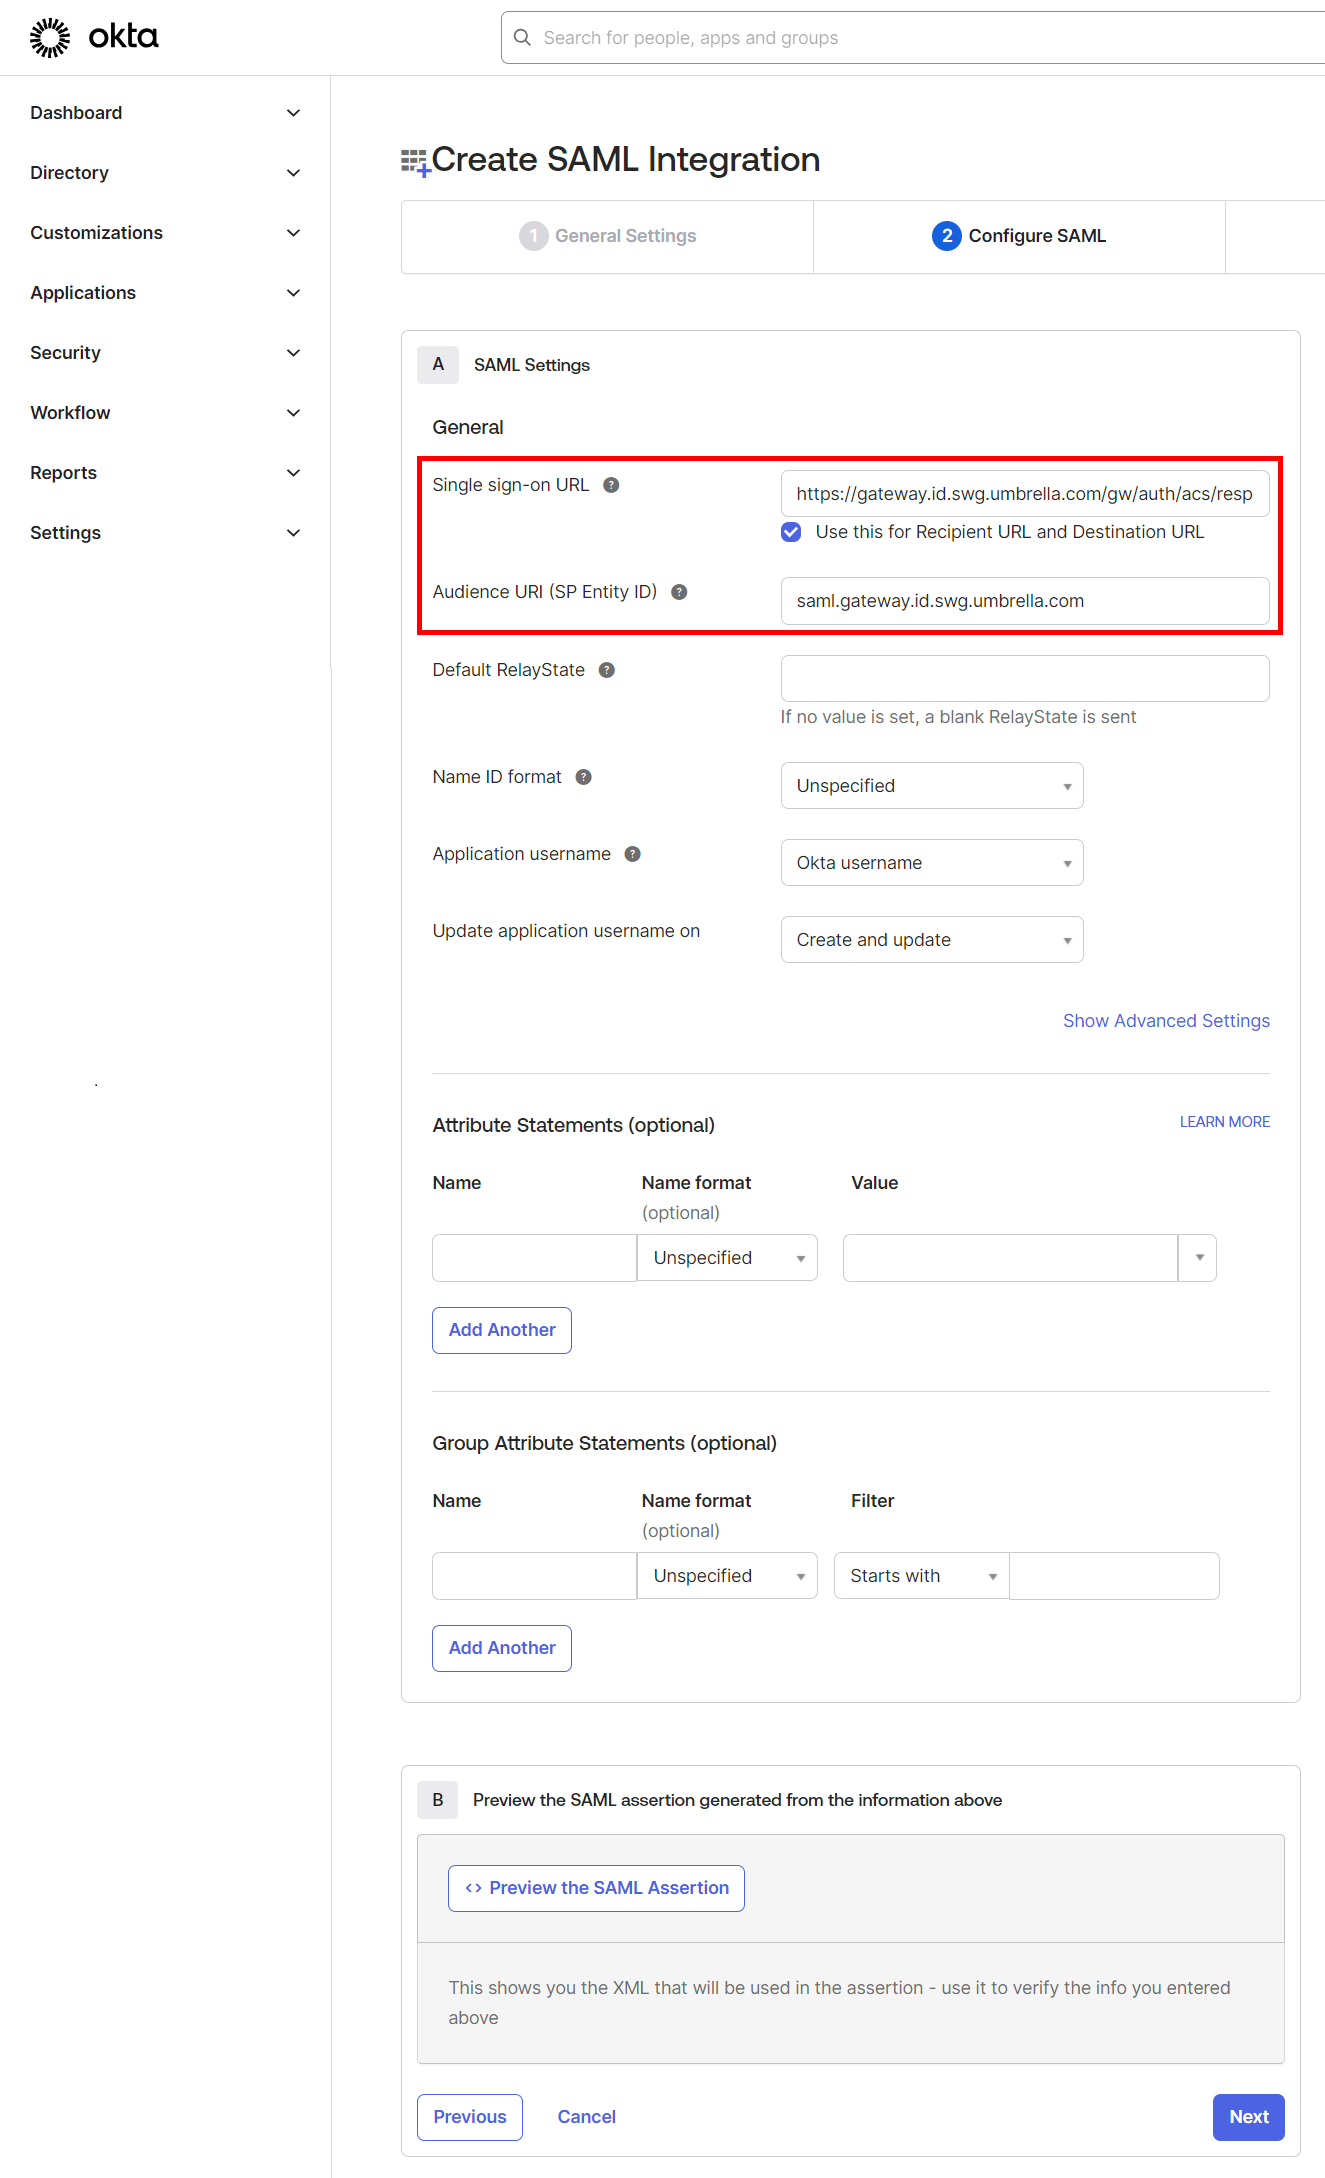 okta
Search for people, apps and groups
Dashboard
Directory
Customizations
Applications
Security
Workflow
Reports
Settings
Create SAML Integration
1 General Settings
2 Configure SAML
A SAML Settings
General
Single sign-on URL ?
https://gateway.id.swg.umbrella.com/gw/auth/acs/resp
Use this for Recipient URL and Destination URL
Audience URI (SP Entity ID) ?
saml.gateway.id.swg.umbrella.com
Default RelayState ?
If no value is set, a blank RelayState is sent
Name ID format ?
Unspecified
Application username ?
Okta username
Update application username on
Create and update
Show Advanced Settings
Attribute Statements (optional)
LEARN MORE
Name
Name format
(optional)
Value
Unspecified
Add Another
Group Attribute Statements (optional)
Name
Name format
(optional)
Filter
Unspecified
Starts with
Add Another
B Preview the SAML assertion generated from the information above
<> Preview the SAML Assertion
This shows you the XML that will be used in the assertion - use it to verify the info you entered
above
Previous
Cancel
Next